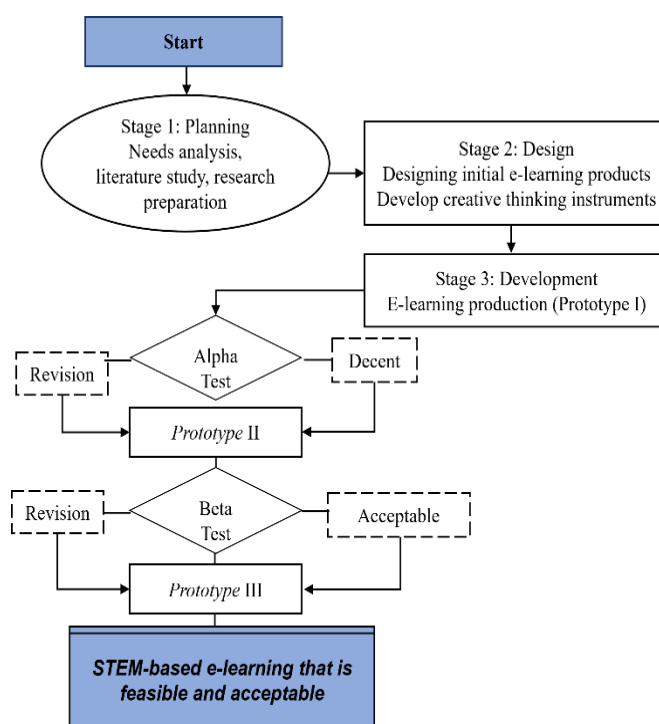 Start
Stage 1: Planning
Needs analysis,
literature study, research
preparation
Stage 2: Design
Designing initial e-learning products
Develop creative thinking instruments
Stage 3: Development
E-learning production (Prototype I)
Alpha
Test
Revision
Decent
Prototype II
Beta
Test
Revision
Acceptable
Prototype III
STEM-based e-learning that is
feasible and acceptable